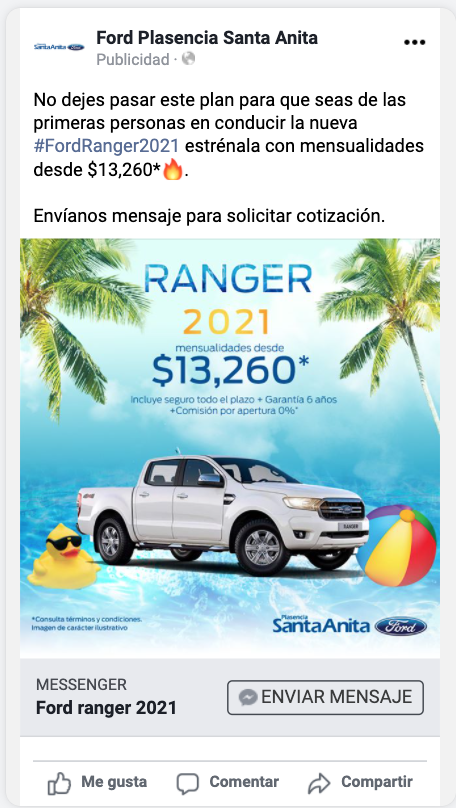 SantaAnita Ford
Ford Plasencia Santa Anita
Publicidad ·
No dejes pasar este plan para que seas de las
primeras personas en conducir la nueva
#FordRanger2021 estrénala con mensualidades
desde $13,260*🔥.
Envíanos mensaje para solicitar cotización.
RANGER
2021
mensualidades desde
$13,260*
Incluye seguro todo el plazo + Garantía 6 años
+Comisión por apertura 0%*
4x4
Ford
RANGER
*Consulta términos y condiciones.
Imagen de carácter ilustrativo
Plasencia
SantaAnita Ford
MESSENGER
Ford ranger 2021
ENVIAR MENSAJE
Me gusta
Comentar
Compartir